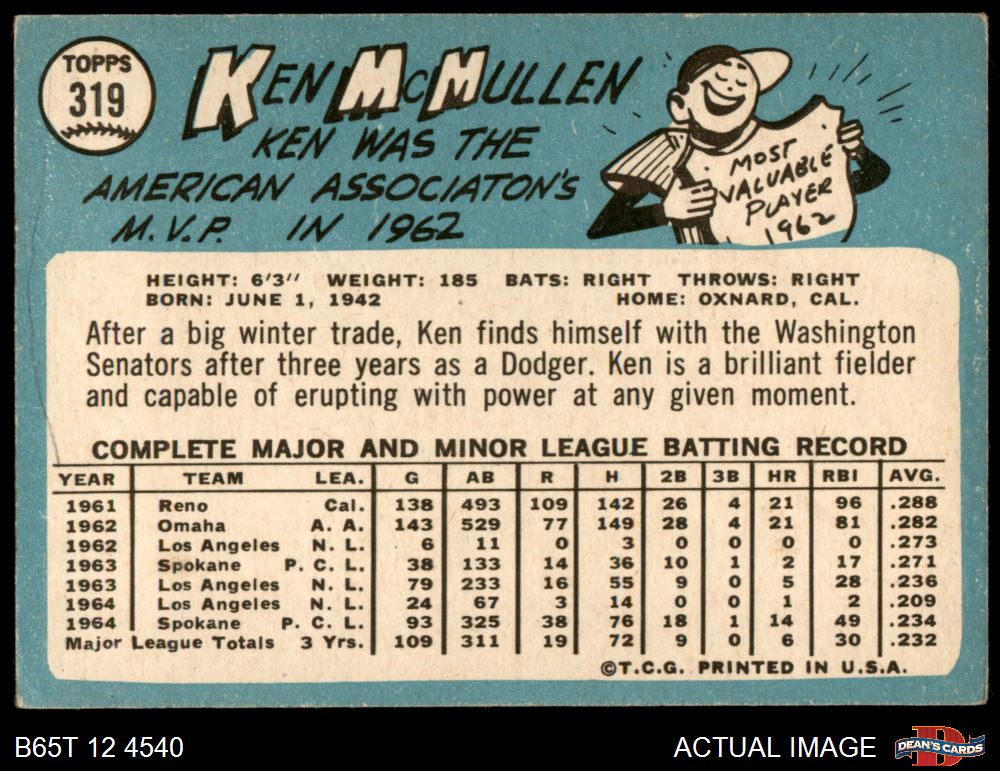 TOPPS
319
KEN MCMULLEN
KEN WAS THE
AMERICAN ASSOCIATON'S
M.V.P. IN 1962
MOST
VALUABLE
PLAYER
1962
HEIGHT: 6'3" WEIGHT: 185 BATS: RIGHT THROWS: RIGHT
BORN: JUNE 1, 1942 HOME: OXNARD, CAL.
After a big winter trade, Ken finds himself with the Washington
Senators after three years as a Dodger. Ken is a brilliant fielder
and capable of erupting with power at any given moment.
COMPLETE MAJOR AND MINOR LEAGUE BATTING RECORD
YEAR TEAM LEA. G AB R H 2B 3B HR RBI AVG.
1961 Reno Cal. 138 493 109 142 26 4 21 96 .288
1962 Omaha A. A. 143 529 77 149 28 4 21 81 .282
1962 Los Angeles N. L. 6 11 0 3 0 0 0 0 .273
1963 Spokane P. C. L. 38 133 14 36 10 1 2 17 .271
1963 Los Angeles N. L. 79 233 16 55 9 0 5 28 .236
1964 Los Angeles N. L. 24 67 3 14 0 0 1 2 .209
1964 Spokane P. C. L. 93 325 38 76 18 1 14 49 .234
Major League Totals 3 Yrs. 109 311 19 72 9 0 6 30 .232
©T.C.G. PRINTED IN U.S.A.
B65T 12 4540
ACTUAL IMAGE
D
DEAN'S CARDS